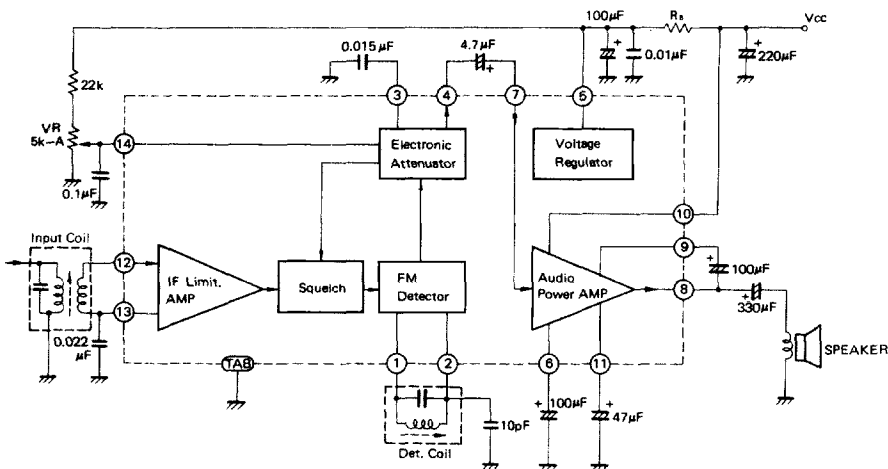 100μF
R₈
Vcc
0.015μF
4.7μF
+
+
0.01μF
+
220μF
22k
3
4
7
5
VR
5k-A
14
Electronic
Attenuator
Voltage
Regulator
0.1μF
10
Input Coil
9
12
IF Limit.
AMP
Squelch
FM
Detector
Audio
Power AMP
+
100μF
8
+
330μF
13
0.022
μF
SPEAKER
TAB
1
2
6
11
+
100μF
+
47μF
10pF
Det. Coil